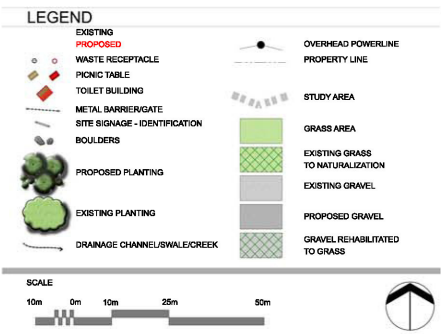 LEGEND
EXISTING
PROPOSED
WASTE RECEPTACLE
PICNIC TABLE
TOILET BUILDING
METAL BARRIER/GATE
SITE SIGNAGE - IDENTIFICATION
BOULDERS
PROPOSED PLANTING
EXISTING PLANTING
DRAINAGE CHANNEL/SWALE/CREEK
OVERHEAD POWERLINE
PROPERTY LINE
STUDY AREA
GRASS AREA
EXISTING GRASS
TO NATURALIZATION
EXISTING GRAVEL
PROPOSED GRAVEL
GRAVEL REHABILITATED
TO GRASS
SCALE
10m 0m 10m 25m 50m